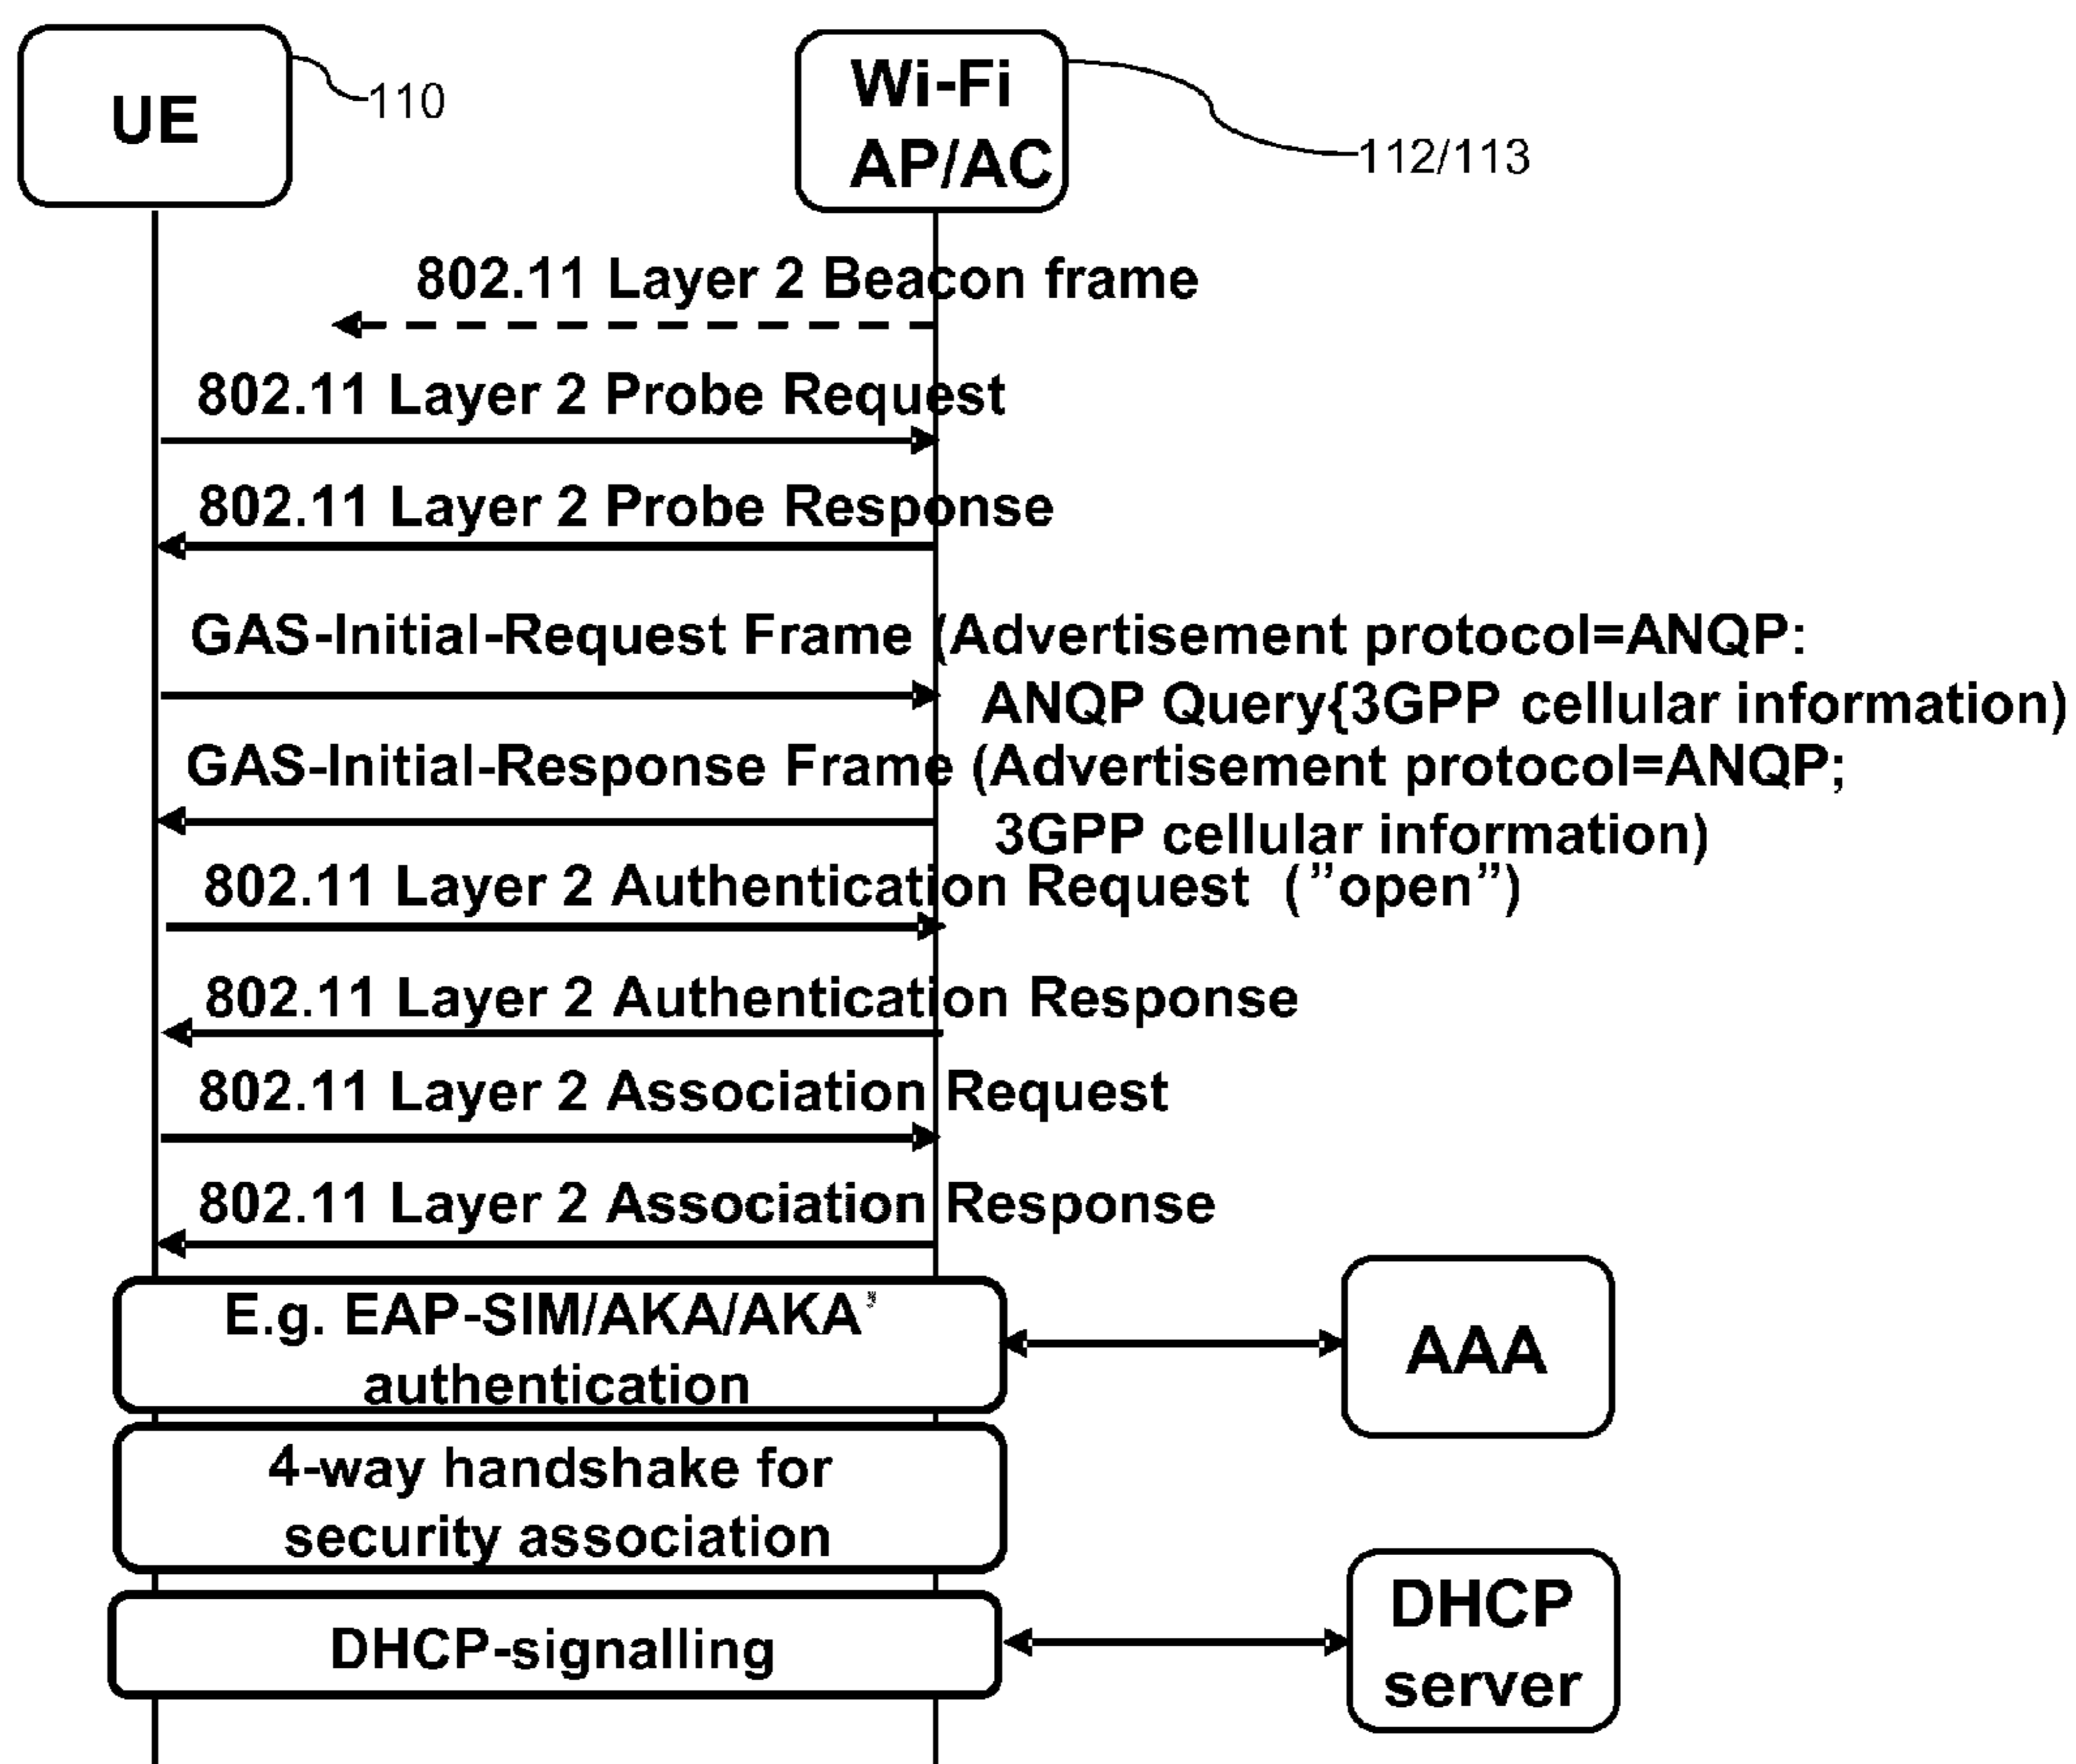 UE
110
Wi-Fi
AP/AC
112/113
802.11 Layer 2 Beacon frame
802.11 Layer 2 Probe Request
802.11 Layer 2 Probe Response
GAS-Initial-Request Frame (Advertisement protocol=ANQP:
ANQP Query{3GPP cellular information)
GAS-Initial-Response Frame (Advertisement protocol=ANQP;
3GPP cellular information)
802.11 Layer 2 Authentication Request (”open”)
802.11 Layer 2 Authentication Response
802.11 Layer 2 Association Request
802.11 Layer 2 Association Response
E.g. EAP-SIM/AKA/AKA’
authentication
AAA
4-way handshake for
security association
DHCP-signalling
DHCP
server